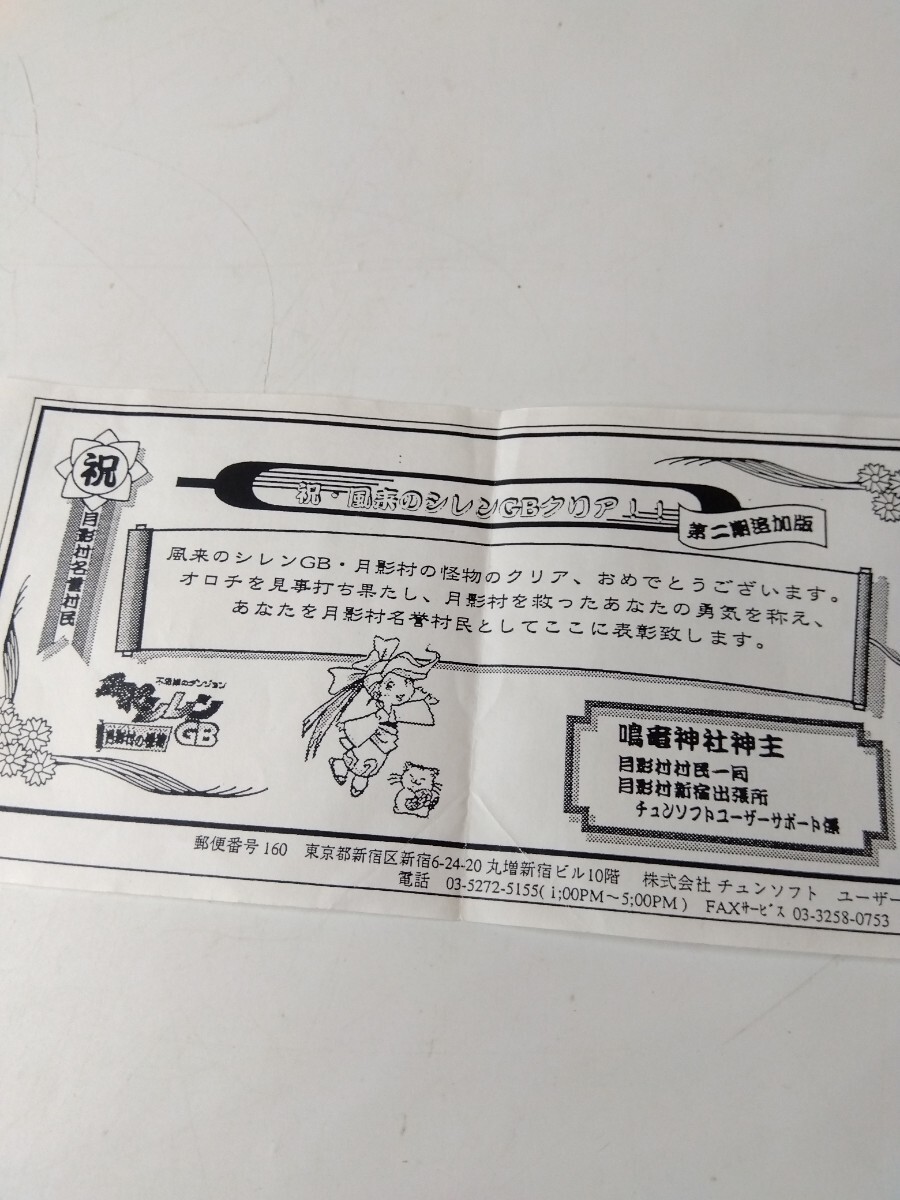 祝
月影村名誉村民
祝・風来のシレンGBクリア！！
第二期追加版
風来のシレンGB・月影村の怪物のクリア、おめでとうございます。
オロチを見事打ち果たし、月影村を救ったあなたの勇気を称え、
あなたを月影村名誉村民としてここに表彰致します。
不思議のダンジョン
風来のシレン
GB
月影村の怪物
鳴竜神社神主
月影村村民一同
月影村新宿出張所
チュンソフトユーザーサポート係
郵便番号160 東京都新宿区新宿6-24-20 丸増新宿ビル10階 株式会社 チュンソフト ユーザー
電話 03-5272-5155( 1;00PM～5;00PM ) FAXｻｰﾋﾞｽ 03-3258-0753